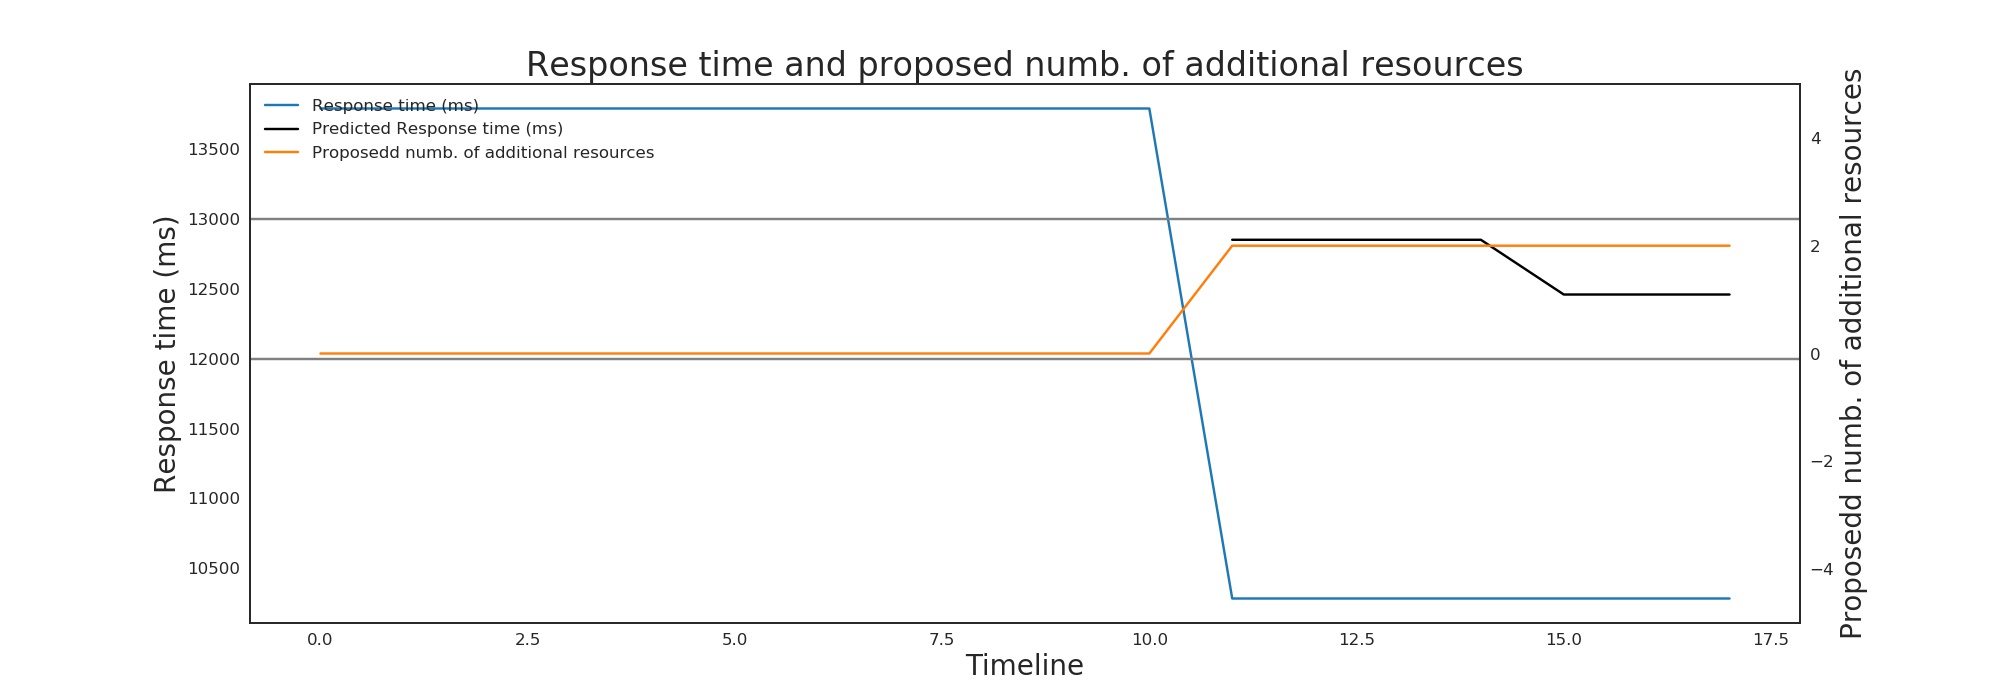 Response time and proposed numb. of additional resources
Response time (ms)
Predicted Response time (ms)
Proposedd numb. of additional resources
Response time (ms)
13500
13000
12500
12000
11500
11000
10500
4
2
0
−2
−4
Proposedd numb. of additional resources
0.0 2.5 5.0 7.5 10.0 12.5 15.0 17.5
Timeline